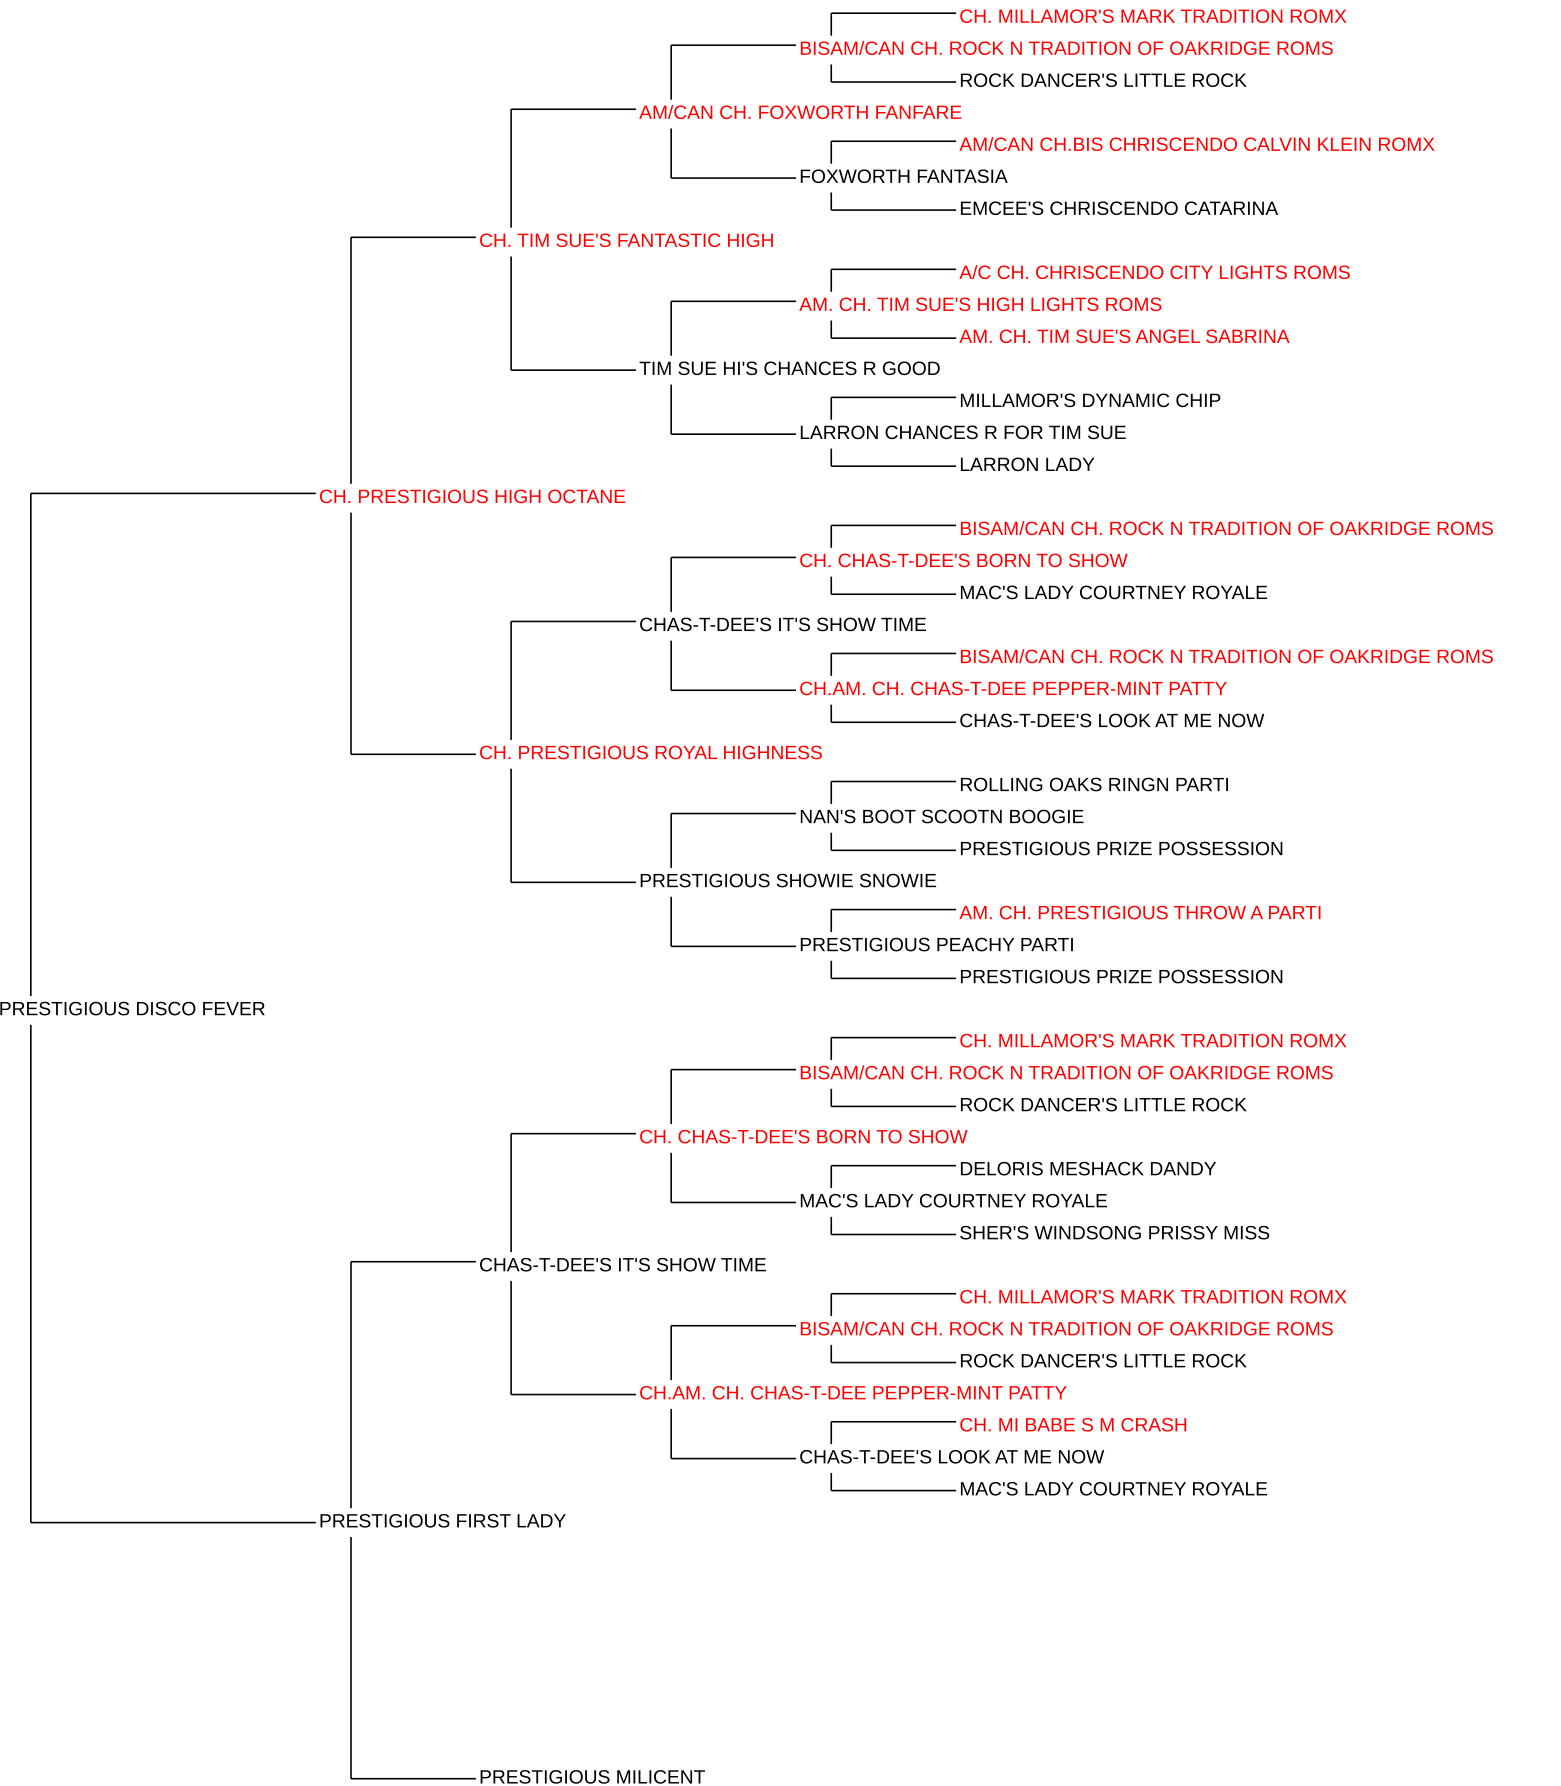 CH. MILLAMOR'S MARK TRADITION ROMX
BISAM/CAN CH. ROCK N TRADITION OF OAKRIDGE ROMS
ROCK DANCER'S LITTLE ROCK
AM/CAN CH. FOXWORTH FANFARE
AM/CAN CH.BIS CHRISCENDO CALVIN KLEIN ROMX
FOXWORTH FANTASIA
EMCEE'S CHRISCENDO CATARINA
CH. TIM SUE'S FANTASTIC HIGH
A/C CH. CHRISCENDO CITY LIGHTS ROMS
AM. CH. TIM SUE'S HIGH LIGHTS ROMS
AM. CH. TIM SUE'S ANGEL SABRINA
TIM SUE HI'S CHANCES R GOOD
MILLAMOR'S DYNAMIC CHIP
LARRON CHANCES R FOR TIM SUE
LARRON LADY
CH. PRESTIGIOUS HIGH OCTANE
BISAM/CAN CH. ROCK N TRADITION OF OAKRIDGE ROMS
CH. CHAS-T-DEE'S BORN TO SHOW
MAC'S LADY COURTNEY ROYALE
CHAS-T-DEE'S IT'S SHOW TIME
BISAM/CAN CH. ROCK N TRADITION OF OAKRIDGE ROMS
CH.AM. CH. CHAS-T-DEE PEPPER-MINT PATTY
CHAS-T-DEE'S LOOK AT ME NOW
CH. PRESTIGIOUS ROYAL HIGHNESS
ROLLING OAKS RINGN PARTI
NAN'S BOOT SCOOTN BOOGIE
PRESTIGIOUS PRIZE POSSESSION
PRESTIGIOUS SHOWIE SNOWIE
AM. CH. PRESTIGIOUS THROW A PARTI
PRESTIGIOUS PEACHY PARTI
PRESTIGIOUS PRIZE POSSESSION
PRESTIGIOUS DISCO FEVER
CH. MILLAMOR'S MARK TRADITION ROMX
BISAM/CAN CH. ROCK N TRADITION OF OAKRIDGE ROMS
ROCK DANCER'S LITTLE ROCK
CH. CHAS-T-DEE'S BORN TO SHOW
DELORIS MESHACK DANDY
MAC'S LADY COURTNEY ROYALE
SHER'S WINDSONG PRISSY MISS
CHAS-T-DEE'S IT'S SHOW TIME
CH. MILLAMOR'S MARK TRADITION ROMX
BISAM/CAN CH. ROCK N TRADITION OF OAKRIDGE ROMS
ROCK DANCER'S LITTLE ROCK
CH.AM. CH. CHAS-T-DEE PEPPER-MINT PATTY
CH. MI BABE S M CRASH
CHAS-T-DEE'S LOOK AT ME NOW
MAC'S LADY COURTNEY ROYALE
PRESTIGIOUS FIRST LADY
PRESTIGIOUS MILICENT